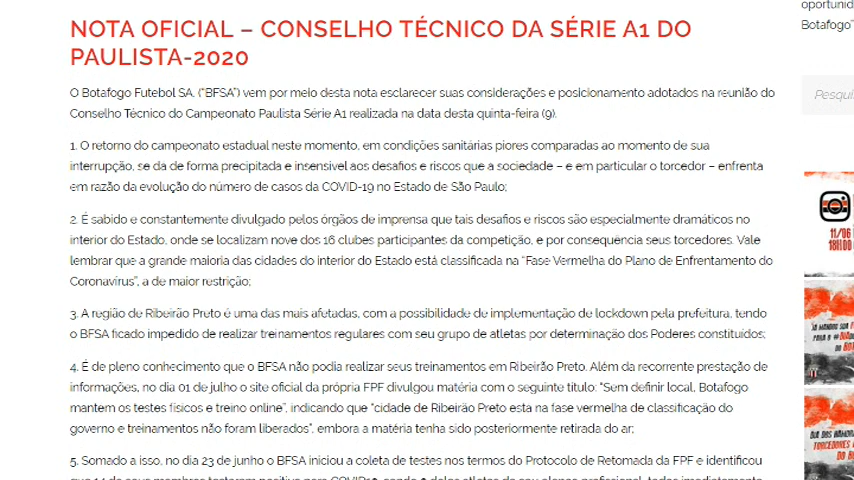 NOTA OFICIAL – CONSELHO TÉCNICO DA SÉRIE A1 DO
PAULISTA-2020
O Botafogo Futebol SA. ("BFSA") vem por meio desta nota esclarecer suas considerações e posicionamento adotados na reunião do
Conselho Técnico do Campeonato Paulista Série A1 realizada na data desta quinta-feira (9).
1. O retorno do campeonato estadual neste momento, em condições sanitárias piores comparadas ao momento de sua
interrupção, se da de forma precipitada e insensivel aos desafios e riscos que a sociedade – e em particular o torcedor – enfrenta
em razão da evolução do número de casos da COVID-19 no Estado de São Paulo;
2. É sabido e constantemente divulgado pelos órgãos de imprensa que tais desafios e riscos são especialmente dramáticos no
interior do Estado, onde se localizam nove dos 16 clubes participantes da competição, e por consequência seus torcedores. Vale
lembrar que a grande maioria das cidades do interior do Estado está classificada na "Fase Vermelha do Plano de Enfrentamento do
Coronavírus", a de maior restrição;
3. A região de Ribeirão Preto é uma das mais afetadas, com a possibilidade de implementação de lockdown pela prefeitura, tendo
o BFSA ficado impedido de realizar treinamentos regulares com seu grupo de atletas por determinação dos Poderes constituídos;
4. É de pleno conhecimento que o BFSA não podia realizar seus treinamentos em Ribeirão Preto. Além da recorrente prestação de
informações, no dia 01 de julho o site oficial da própria FPF divulgou matéria com o seguinte titulo: "Sem definir local, Botafogo
mantem os testes físicos e treino online", indicando que "cidade de Ribeirão Preto esta na fase vermelha de classificação do
governo e treinamentos não foram liberados", embora a matéria tenha sido posteriormente retirada do ar;
5. Somado a isso, no dia 23 de junho o BFSA iniciou a coleta de testes nos termos do Protocolo de Retomada da FPF e identificou
oportunid
Botafogo"
Pesqui
11/06
18H00